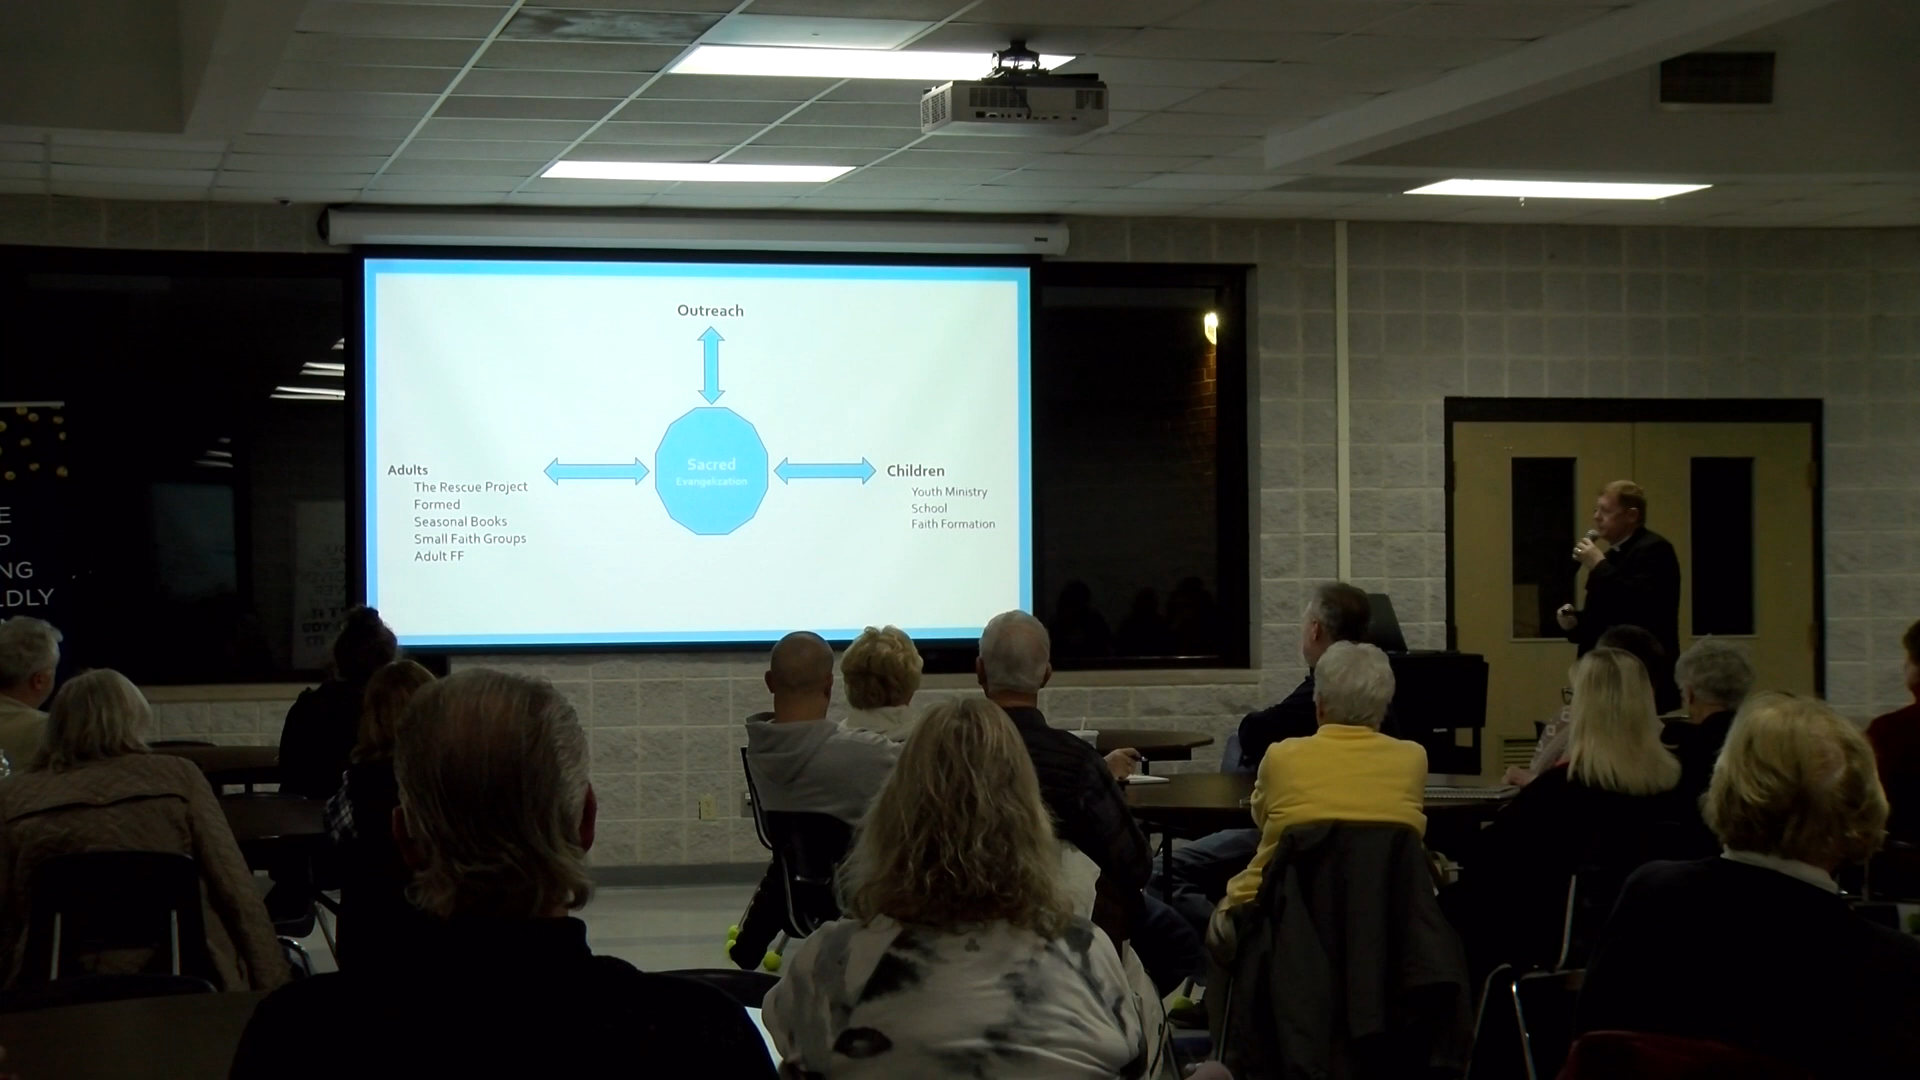 Outreach
Sacred
Evangelization
Adults
The Rescue Project
Formed
Seasonal Books
Small Faith Groups
Adult FF
Children
Youth Ministry
School
Faith Formation